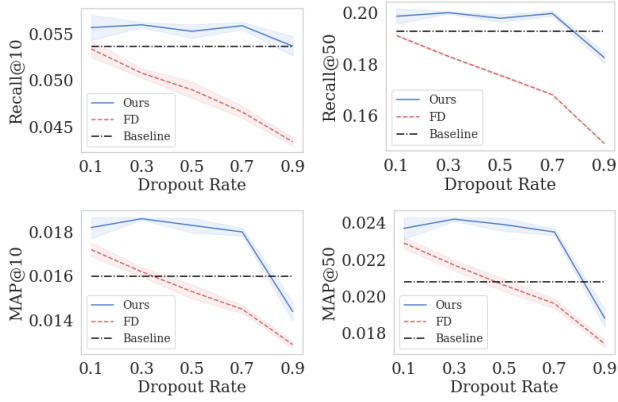 Recall@10
0.055
0.050
0.045
Ours
FD
Baseline
0.1 0.3 0.5 0.7 0.9
Dropout Rate
Recall@50
0.20
0.18
0.16
Ours
FD
Baseline
0.1 0.3 0.5 0.7 0.9
Dropout Rate
MAP@10
0.018
0.016
0.014
Ours
FD
Baseline
0.1 0.3 0.5 0.7 0.9
Dropout Rate
MAP@50
0.024
0.022
0.020
0.018
Ours
FD
Baseline
0.1 0.3 0.5 0.7 0.9
Dropout Rate